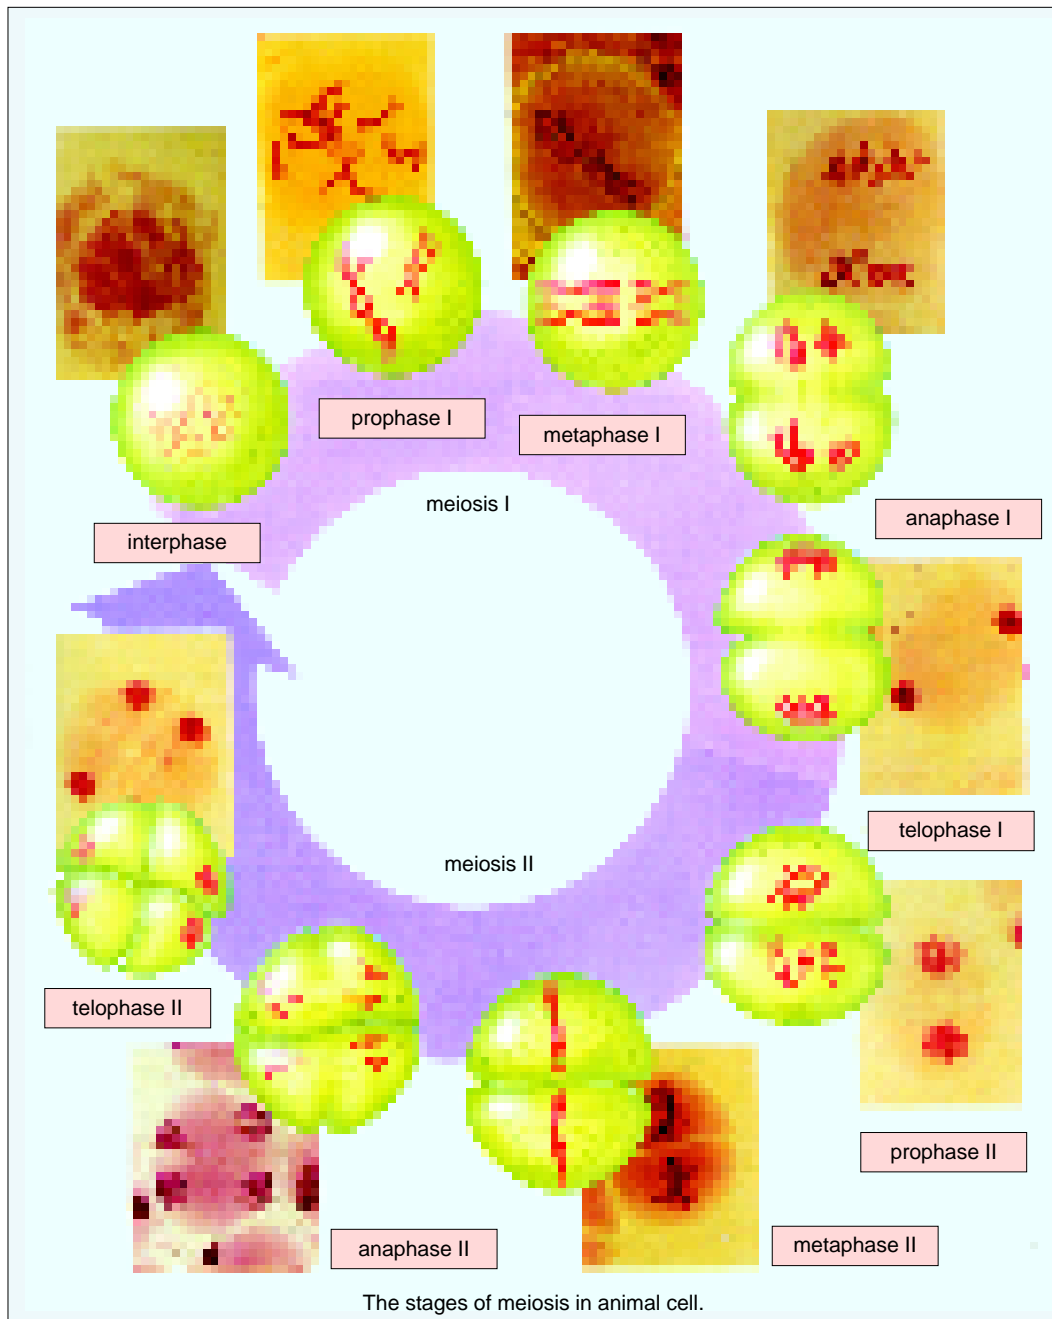 prophase I
metaphase I
meiosis I
anaphase I
interphase
telophase I
meiosis II
telophase II
prophase II
anaphase II
metaphase II
The stages of meiosis in animal cell.